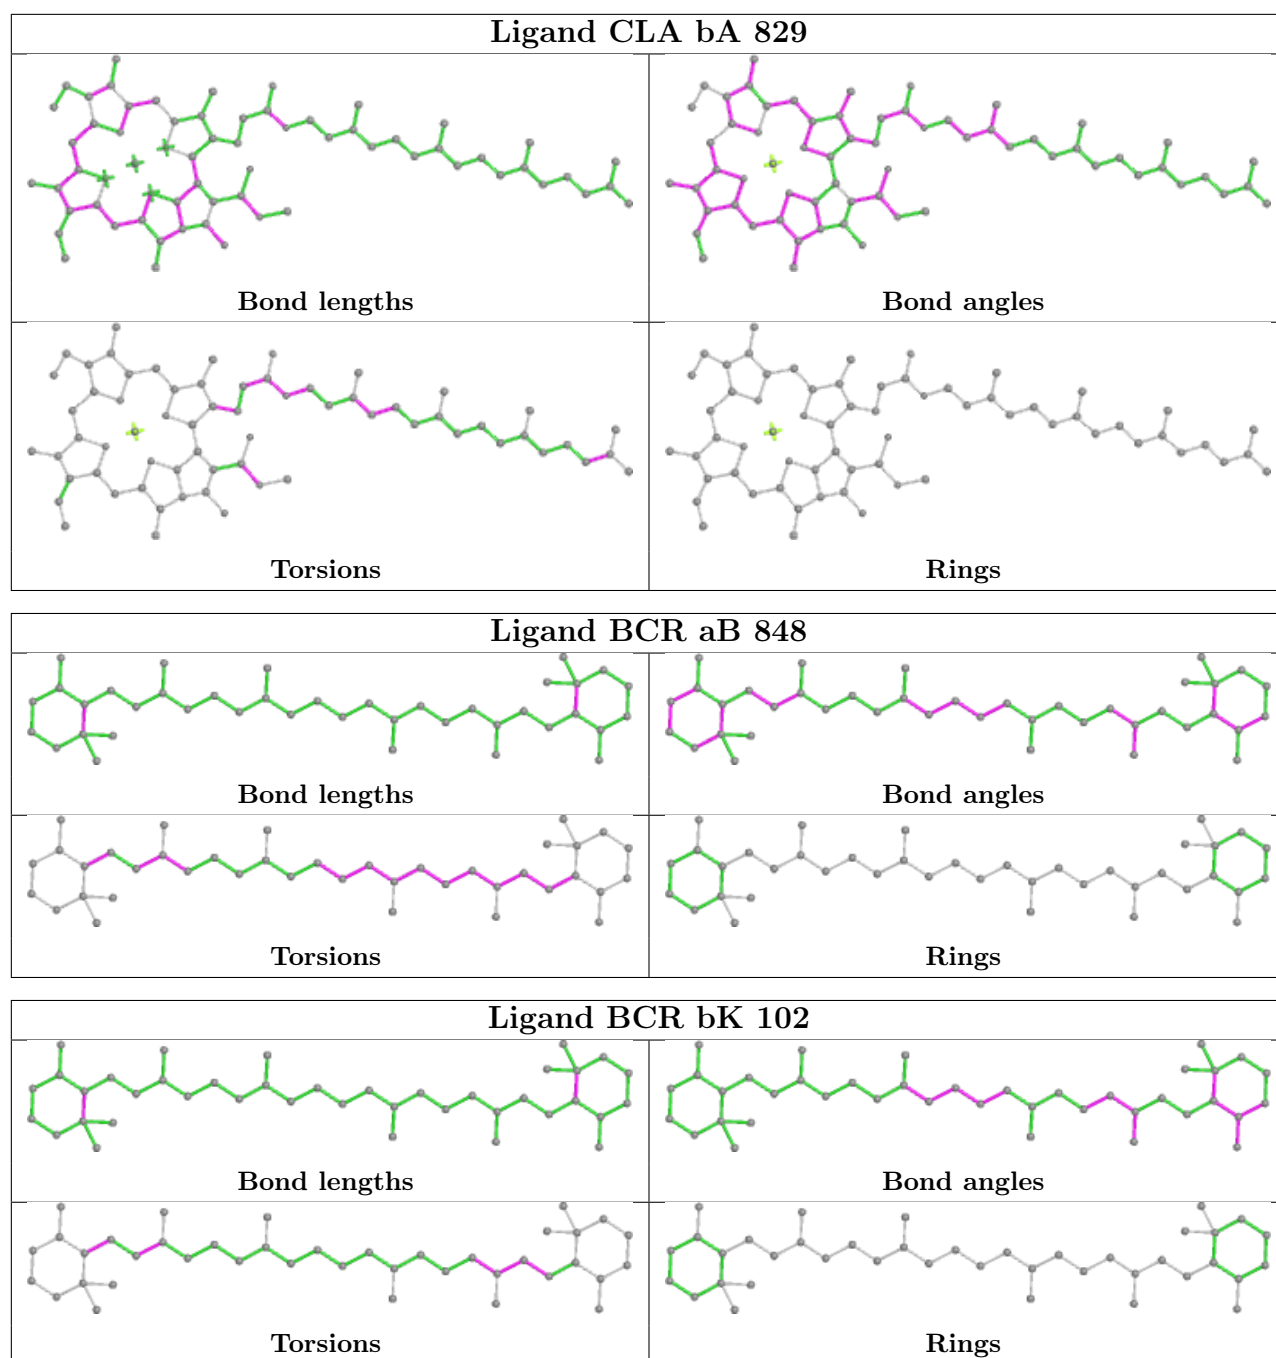 Ligand CLA bA 829
Bond lengths
Bond angles
Torsions
Rings
Ligand BCR aB 848
Bond lengths
Bond angles
Torsions
Rings
Ligand BCR bK 102
Bond lengths
Bond angles
Torsions
Rings